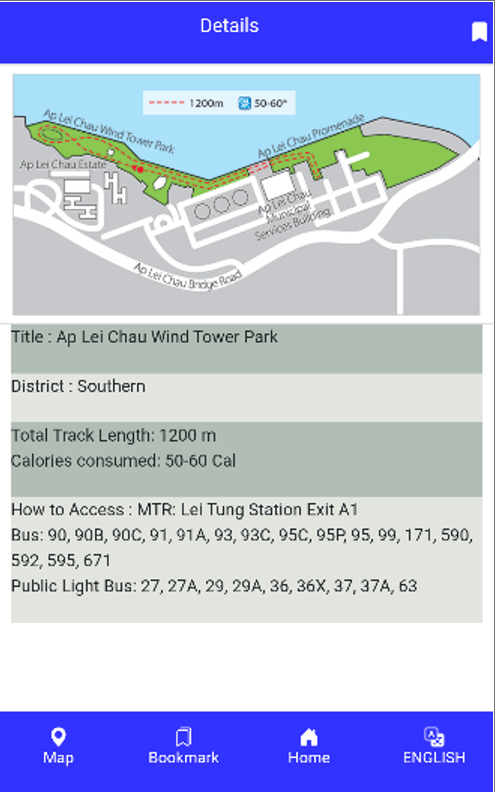 Details
1200m 50-60*
Ap Lei Chau Wind Tower Park
Ap Lei Chau Promenade
Ap Lei Chau Estate
Ap Lei Chau
Municipal
Services Building
Ap Lei Chau Bridge Road
Title : Ap Lei Chau Wind Tower Park
District : Southern
Total Track Length: 1200 m
Calories consumed: 50-60 Cal
How to Access : MTR: Lei Tung Station Exit A1
Bus: 90, 90B, 90C, 91, 91A, 93, 93C, 95C, 95P, 95, 99, 171, 590,
592, 595, 671
Public Light Bus: 27, 27A, 29, 29A, 36, 36X, 37, 37A, 63
Map
Bookmark
Home
ENGLISH